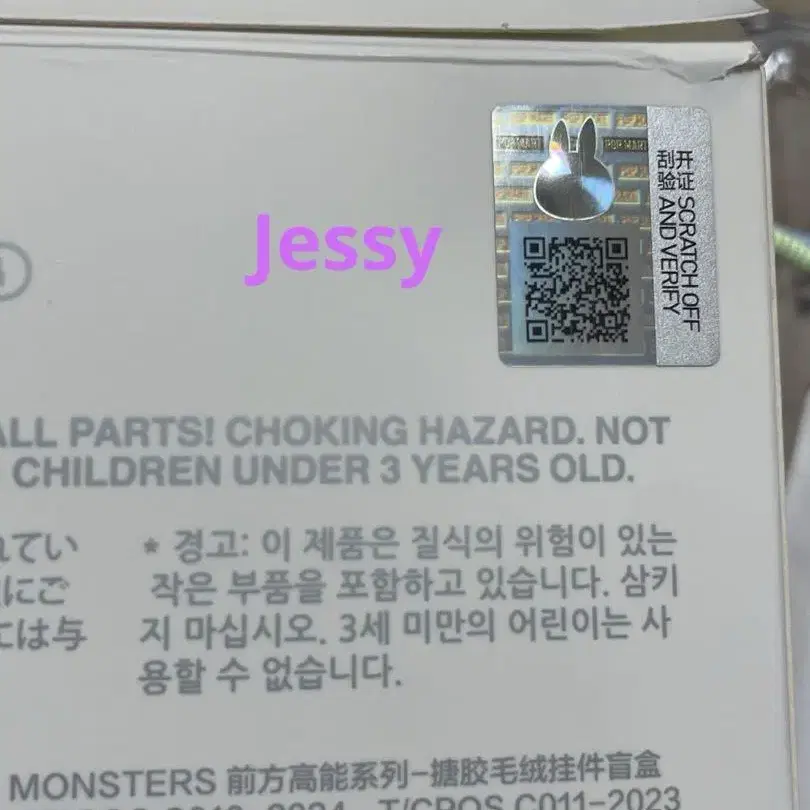 POP MART
POP MART
开证 SCRATCH OFF
刮验 AND VERIFY
Jessy
ALL PARTS! CHOKING HAZARD. NOT
CHILDREN UNDER 3 YEARS OLD.
れてい
にご
には与
* 경고: 이 제품은 질식의 위험이 있는
작은 부품을 포함하고 있습니다. 삼키
지 마십시오. 3세 미만의 어린이는 사
용할 수 없습니다.
MONSTERS 前方高能系列-搪胶毛绒挂件盲盒
T/CPQS C011-2023